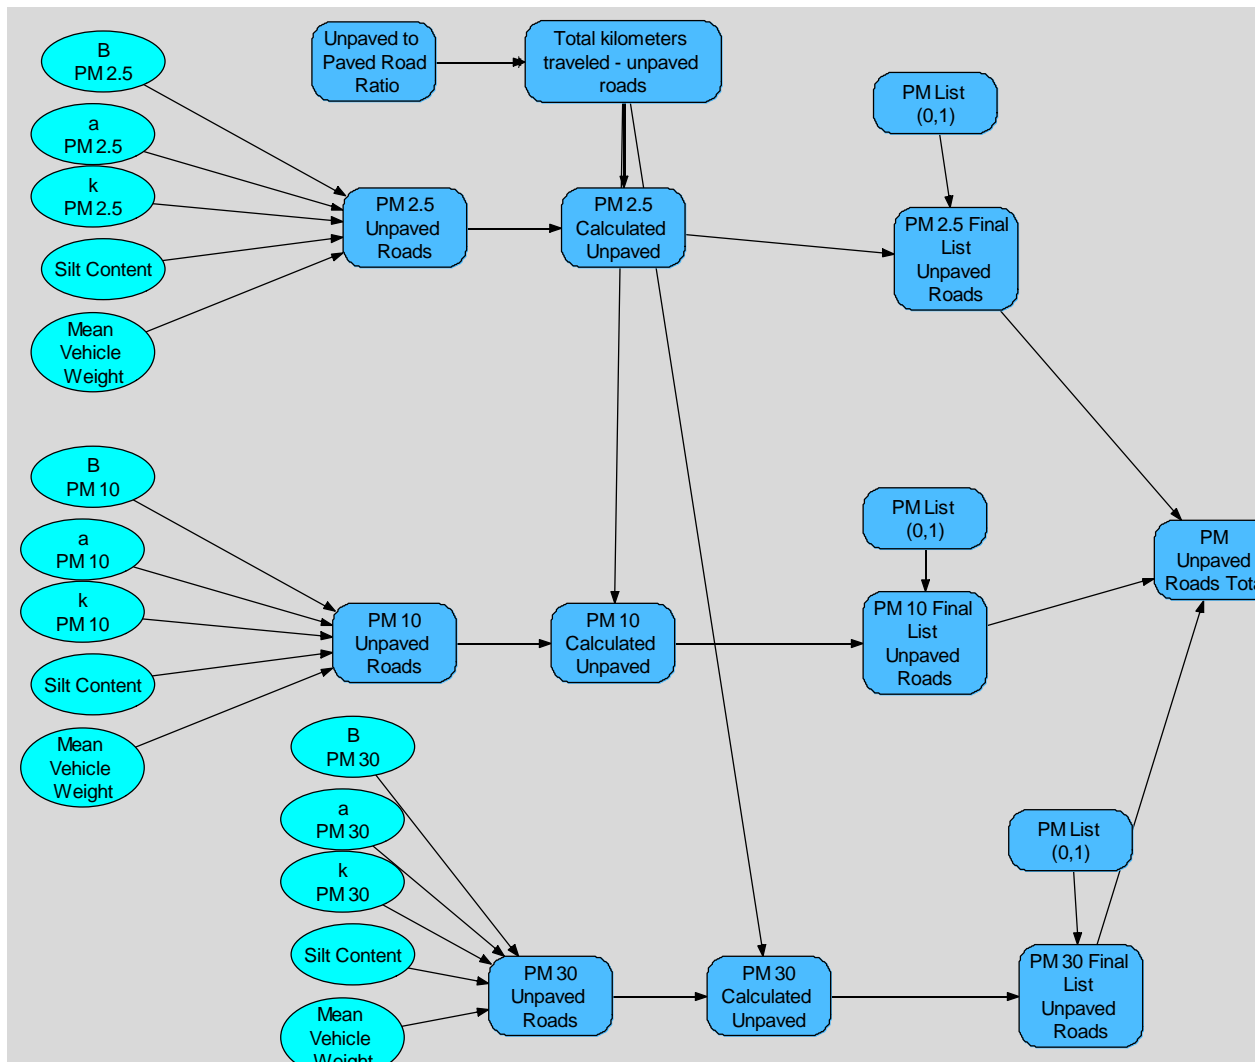 B
PM 2.5
a
PM 2.5
k
PM 2.5
Silt Content
Mean
Vehicle
Weight
Unpaved to
Paved Road
Ratio
Total kilometers
traveled - unpaved
roads
PM 2.5
Unpaved
Roads
PM 2.5
Calculated
Unpaved
PM List
(0,1)
PM 2.5 Final
List
Unpaved
Roads
B
PM 10
a
PM 10
k
PM 10
Silt Content
Mean
Vehicle
Weight
PM 10
Unpaved
Roads
PM 10
Calculated
Unpaved
PM List
(0,1)
PM 10 Final
List
Unpaved
Roads
PM
Unpaved
Roads Total
B
PM 30
a
PM 30
k
PM 30
Silt Content
Mean
Vehicle
Weight
PM 30
Unpaved
Roads
PM 30
Calculated
Unpaved
PM List
(0,1)
PM 30 Final
List
Unpaved
Roads